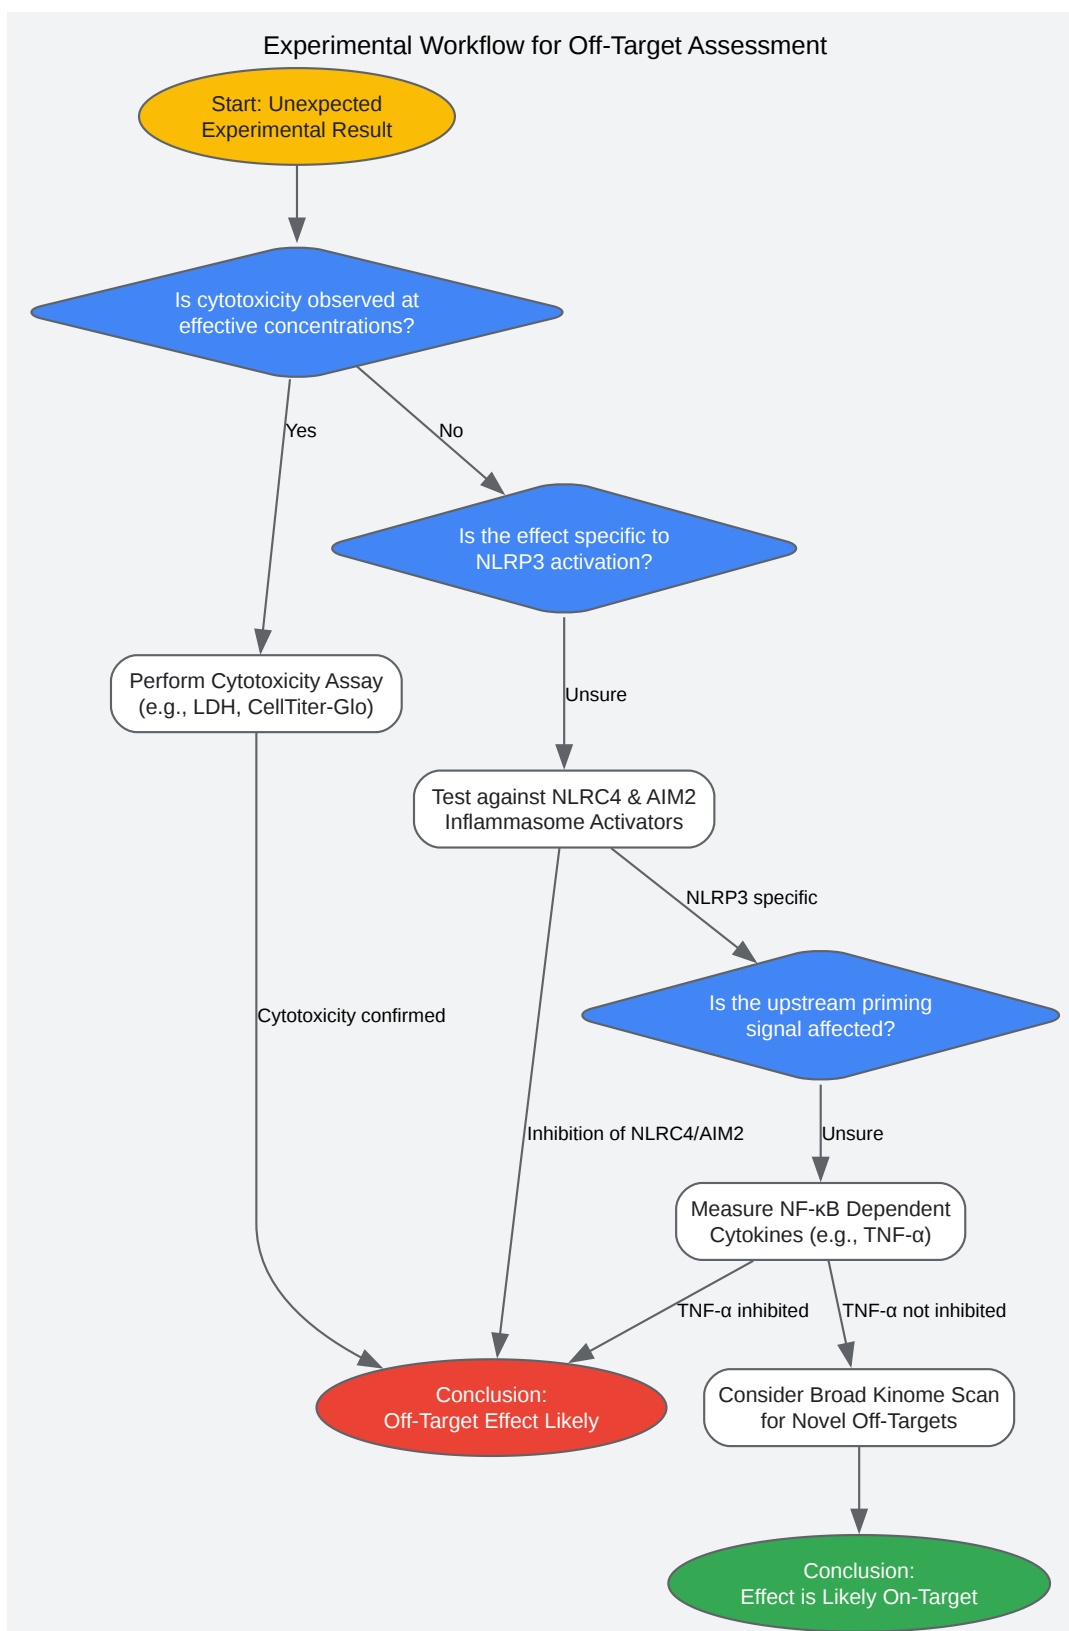 Experimental Workflow for Off-Target Assessment
Start: Unexpected
Experimental Result
Is cytotoxicity observed at
effective concentrations?
Yes
No
Is the effect specific to
NLRP3 activation?
Perform Cytotoxicity Assay
(e.g., LDH, CellTiter-Glo)
Unsure
Test against NLRC4 & AIM2
Inflammasome Activators
NLRP3 specific
Is the upstream priming
signal affected?
Cytotoxicity confirmed
Inhibition of NLRC4/AIM2
Unsure
Measure NF-κB Dependent
Cytokines (e.g., TNF-α)
TNF-α inhibited
TNF-α not inhibited
Conclusion:
Off-Target Effect Likely
Consider Broad Kinome Scan
for Novel Off-Targets
Conclusion:
Effect is Likely On-Target